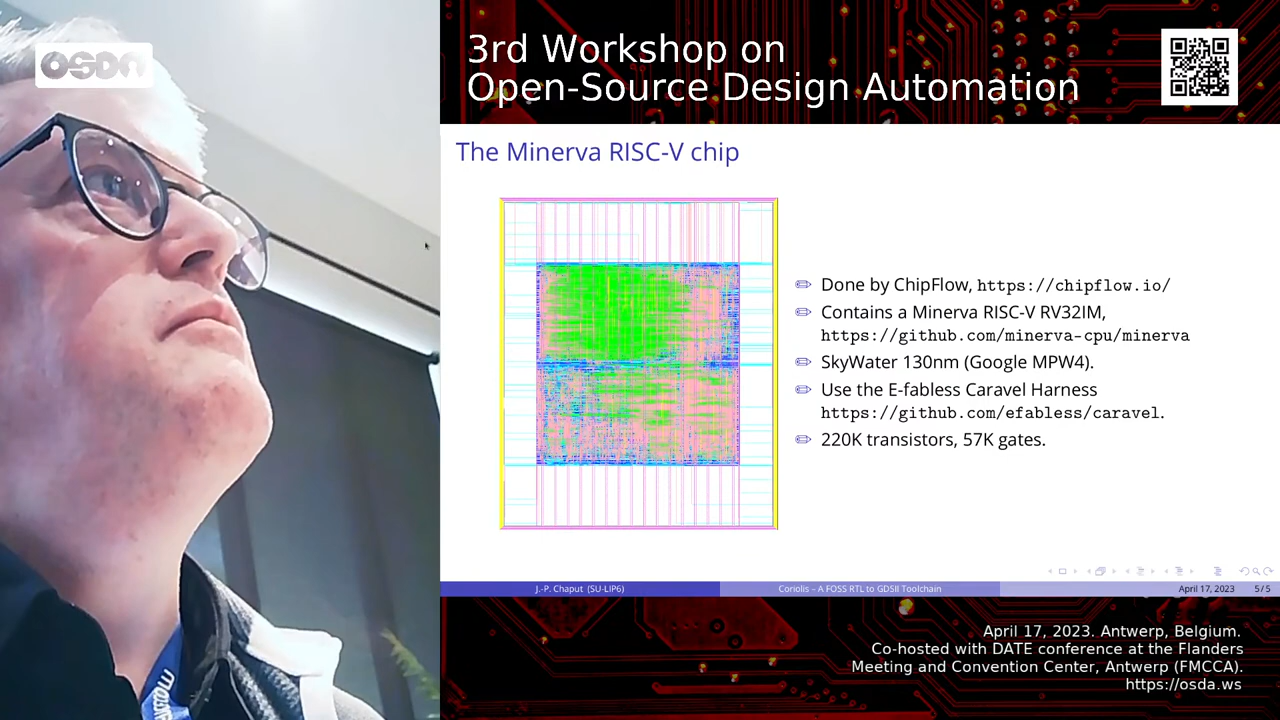 OSDA
3rd Workshop on
Open-Source Design Automation
The Minerva RISC-V chip
Done by ChipFlow, https://chipflow.io/
Contains a Minerva RISC-V RV32IM,
https://github.com/minerva-cpu/minerva
SkyWater 130nm (Google MPW4).
Use the E-fabless Caravel Harness
https://github.com/efabless/caravel.
220K transistors, 57K gates.
J.-P. Chaput (SU-LIP6)
Coriolis – A FOSS RTL to GDSII Toolchain
April 17, 2023
5 / 5
April 17, 2023. Antwerp, Belgium.
Co-hosted with DATE conference at the Flanders
Meeting and Convention Center, Antwerp (FMCCA).
https://osda.ws